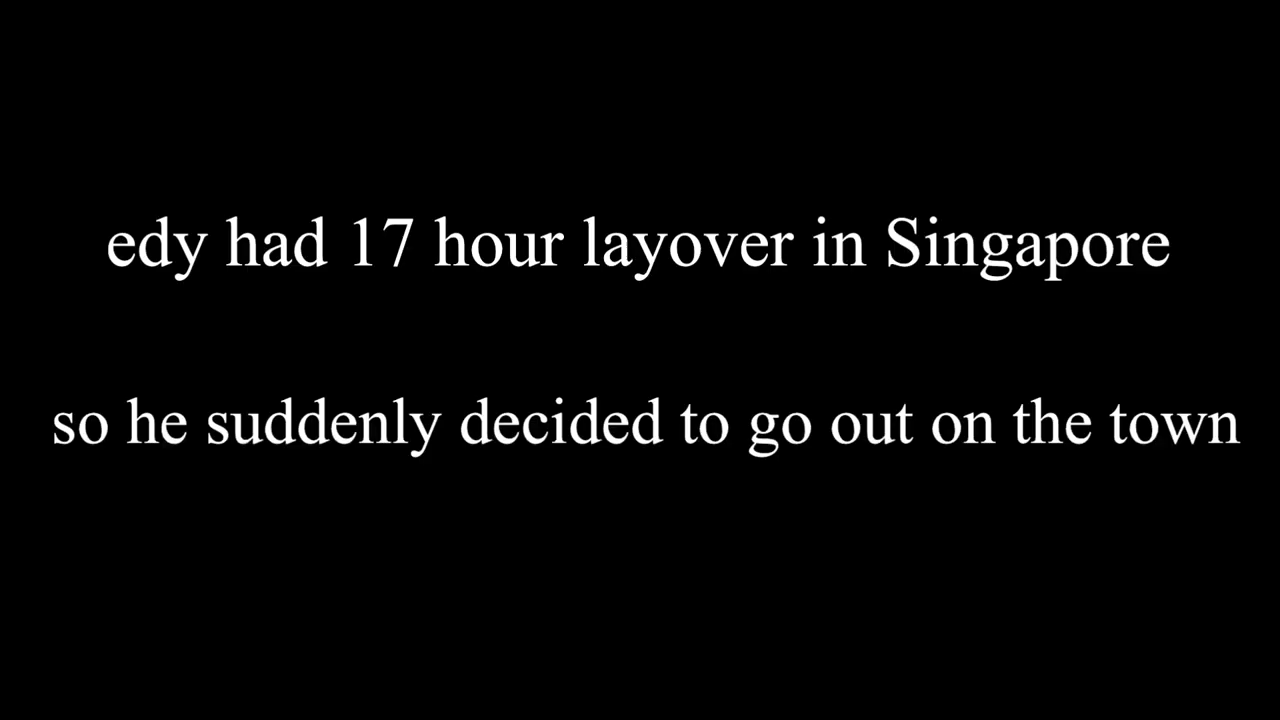 edy had 17 hour layover in Singapore
so he suddenly decided to go out on the town